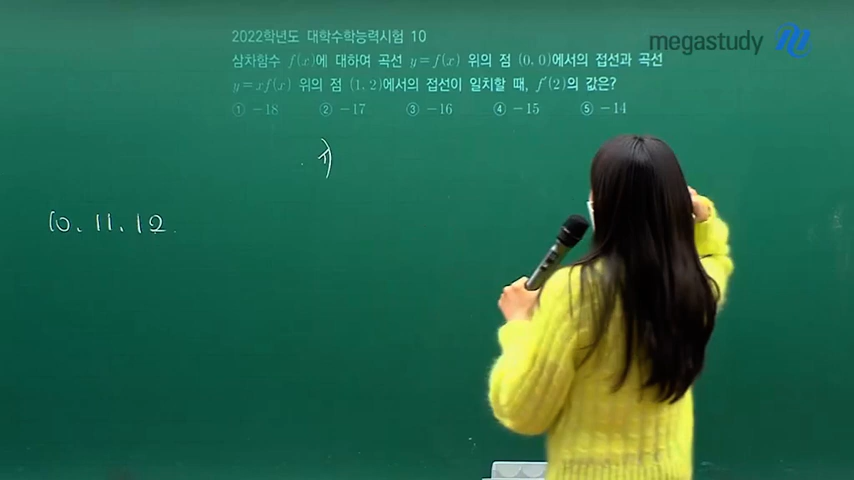 2022학년도 대학수학능력시험 10
megastudy
삼차함수 f(x)에 대하여 곡선 y=f(x) 위의 점 (0, 0)에서의 접선과 곡선
y=xf(x) 위의 점 (1, 2)에서의 접선이 일치할 때, f′(2)의 값은?
① −18 ② −17 ③ −16 ④ −15 ⑤ −14
10. 11. 12.